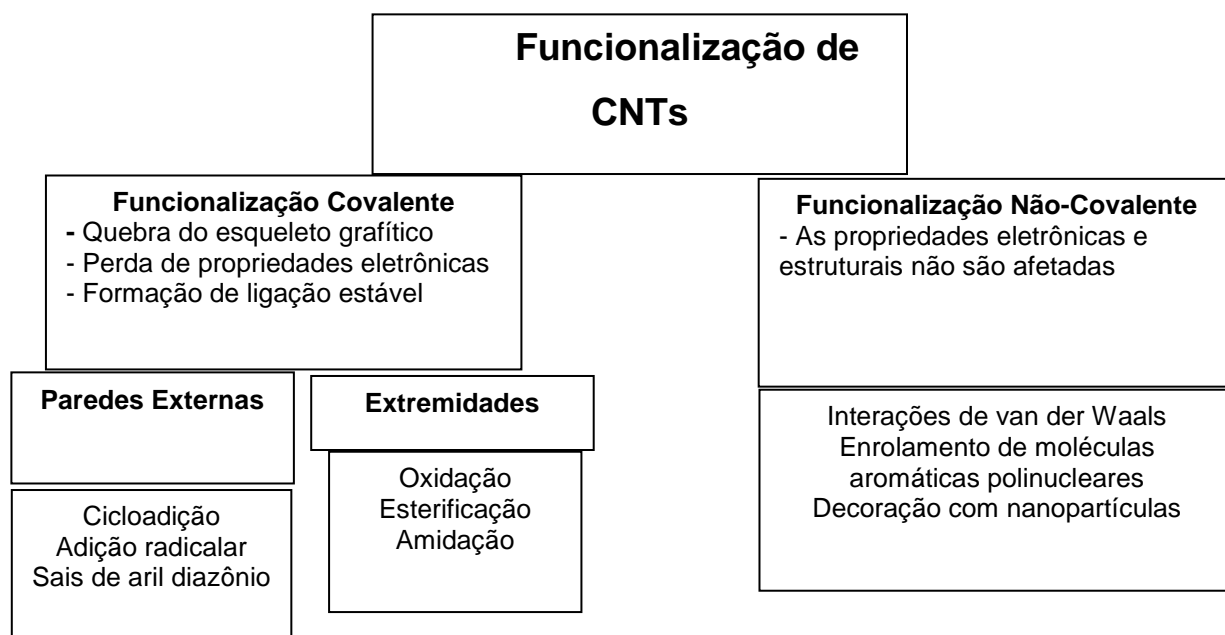 Funcionalização de
CNTs
Funcionalização Covalente
- Quebra do esqueleto grafítico
- Perda de propriedades eletrônicas
- Formação de ligação estável
Funcionalização Não-Covalente
- As propriedades eletrônicas e
estruturais não são afetadas
Paredes Externas
Extremidades
Cicloadição
Adição radicalar
Sais de aril diazônio
Oxidação
Esterificação
Amidação
Interações de van der Waals
Enrolamento de moléculas
aromáticas polinucleares
Decoração com nanopartículas